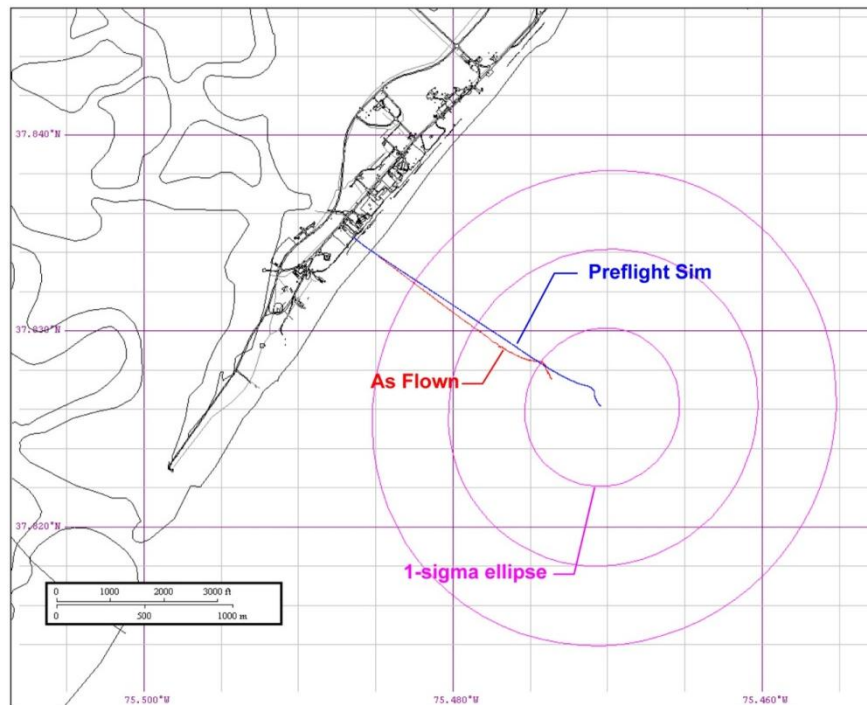 37.840°N
Preflight Sim
37.830°N
As Flown
37.820°N
1-sigma ellipse
0 1000 2000 3000 ft
0 500 1000 m
75.500°W 75.480°W 75.460°W